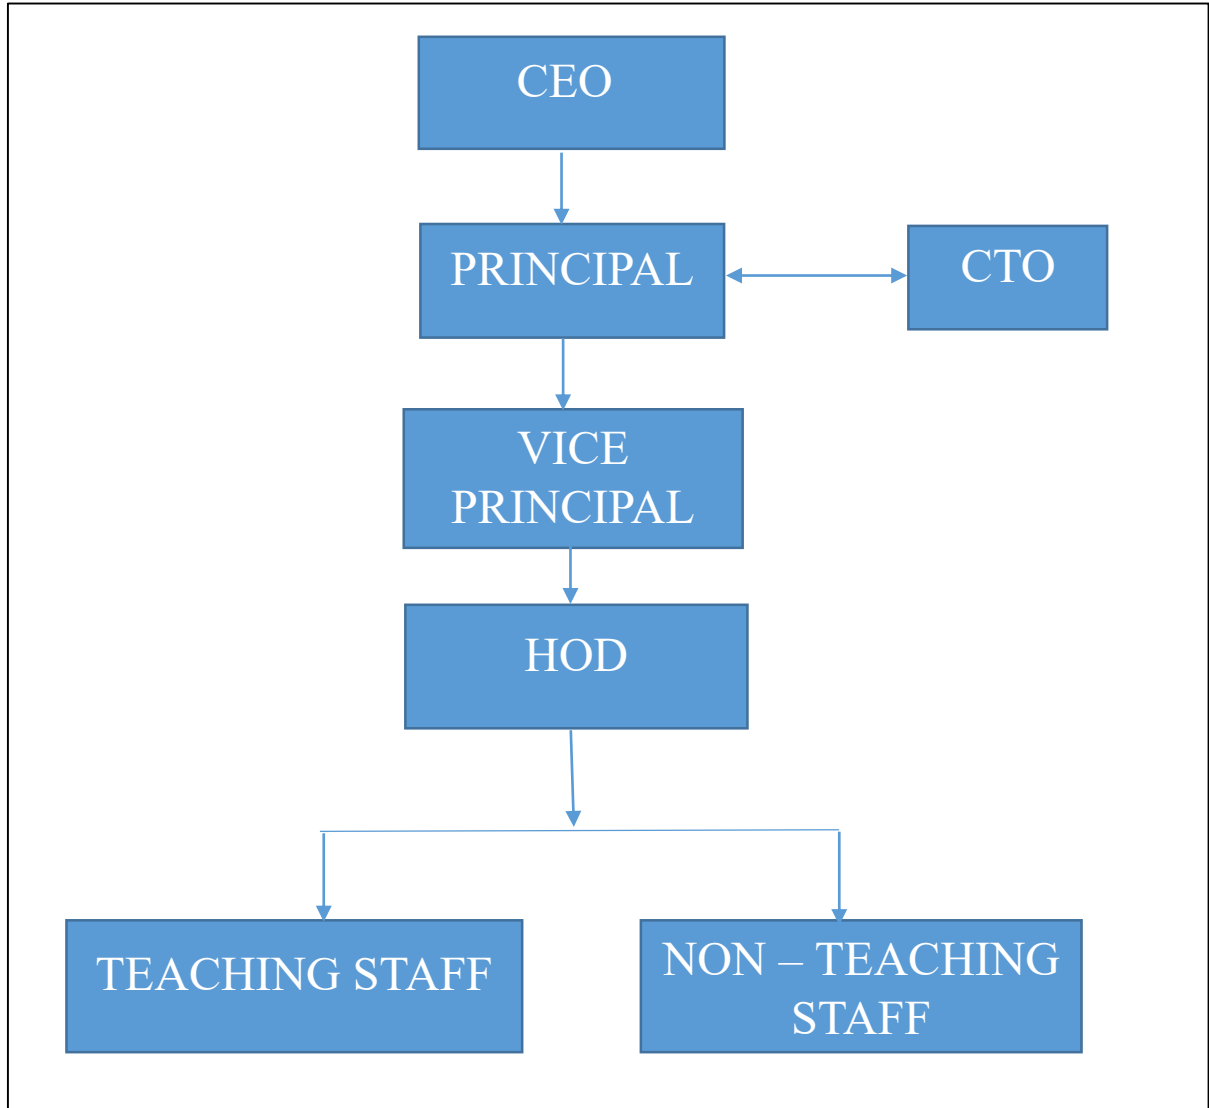 CEO
PRINCIPAL
CTO
VICE
PRINCIPAL
HOD
TEACHING STAFF
NON – TEACHING
STAFF